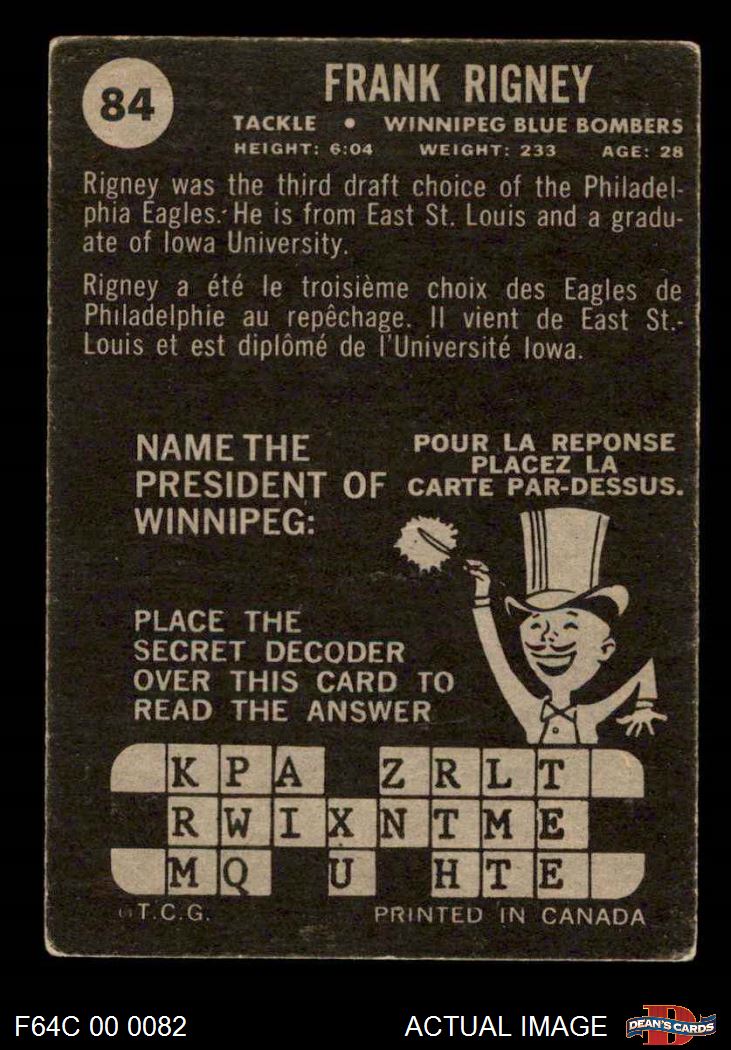 84
FRANK RIGNEY
TACKLE • WINNIPEG BLUE BOMBERS
HEIGHT: 6:04 WEIGHT: 233 AGE: 28
Rigney was the third draft choice of the Philadel-
phia Eagles. He is from East St. Louis and a gradu-
ate of Iowa University.
Rigney a été le troisième choix des Eagles de
Philadelphie au repêchage. Il vient de East St.-
Louis et est diplômé de l'Université Iowa.
NAME THE
PRESIDENT OF
WINNIPEG:
POUR LA REPONSE
PLACEZ LA
CARTE PAR-DESSUS.
PLACE THE
SECRET DECODER
OVER THIS CARD TO
READ THE ANSWER
K P A Z R L T
R W I X N T M E
M Q U H T E
©T.C.G. PRINTED IN CANADA
F64C 00 0082 ACTUAL IMAGE DEAN'S CARDS